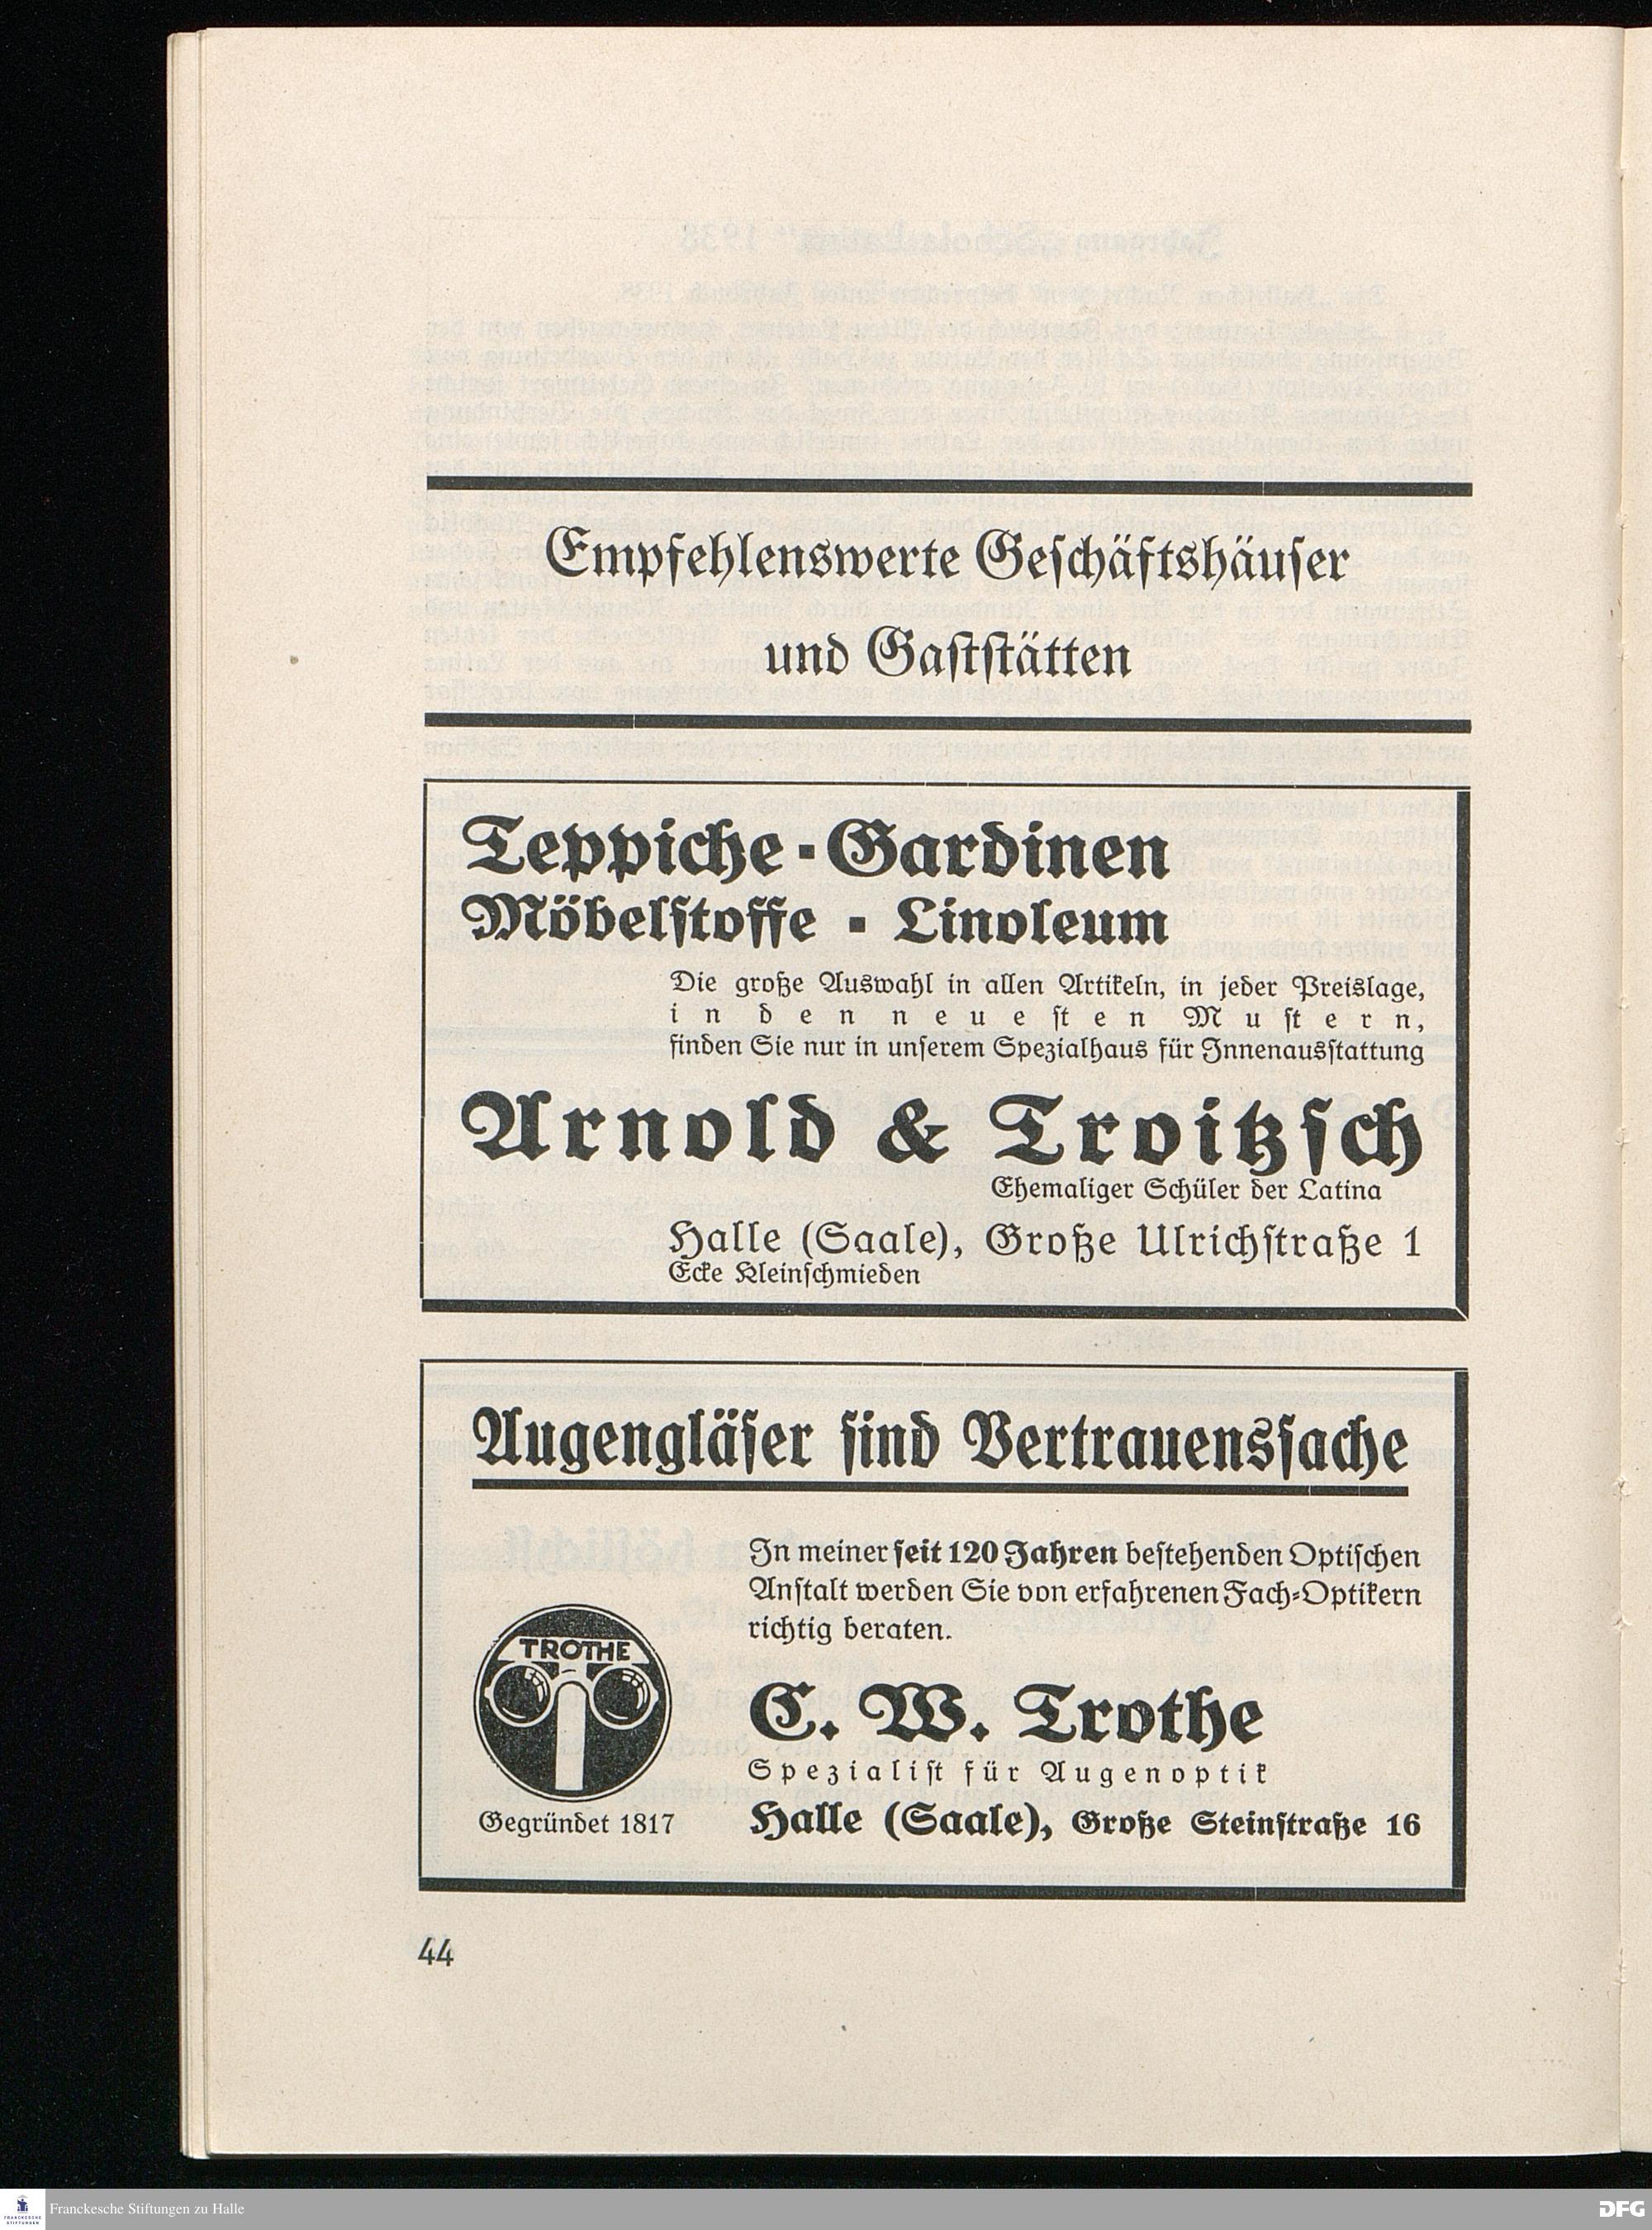 Empfehlenswerte Geschäftshäuser
und Gaststätten
Teppiche ▪ Gardinen
Möbelstoffe ▪ Linoleum
Die große Auswahl in allen Artikeln, in jeder Preislage,
in den neuesten Mustern,
finden Sie nur in unserem Spezialhaus für Innenausstattung
Arnold & Troitzsch
Ehemaliger Schüler der Latina
Halle (Saale), Große Ulrichstraße 1
Ecke Kleinschmieden
Augengläser sind Vertrauenssache
In meiner seit 120 Jahren bestehenden Optischen
Anstalt werden Sie von erfahrenen Fach-Optikern
richtig beraten.
TROTHE
C. W. Trothe
Spezialist für Augenoptik
Gegründet 1817
Halle (Saale), Große Steinstraße 16
44
Franckesche Stiftungen zu Halle
FRANCKESCHE
STIFTUNGEN
DFG